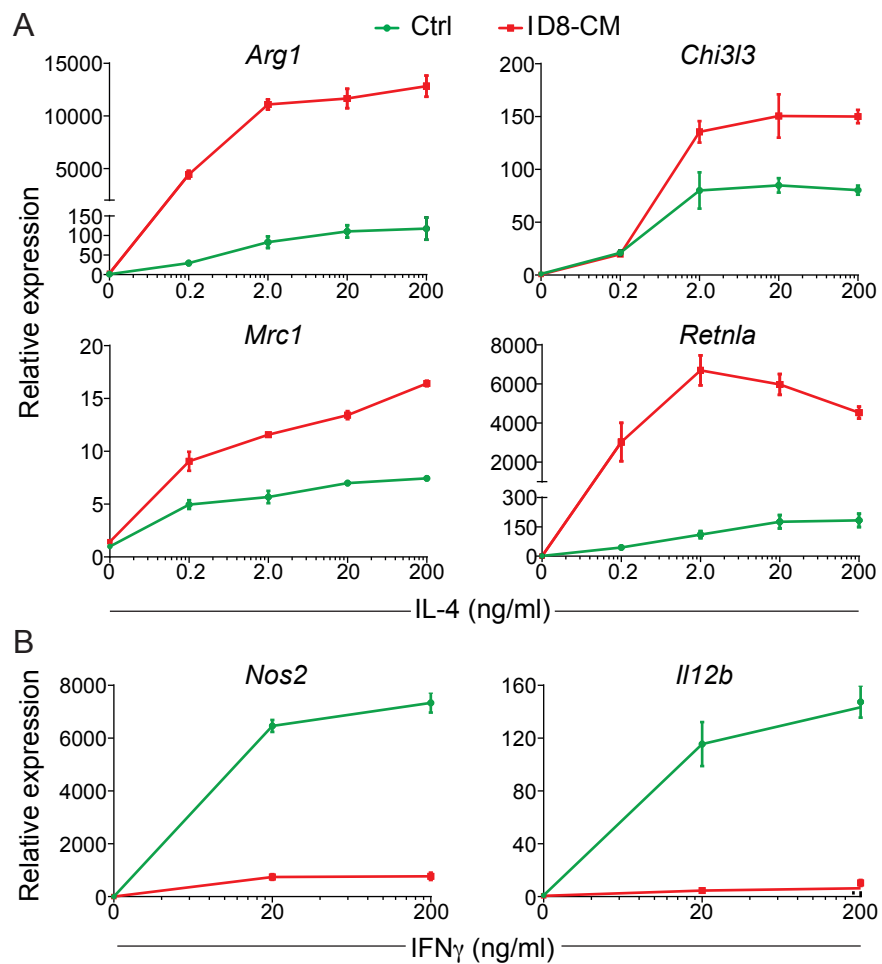 A
Ctrl ID8-CM
Arg1 Chi3l3
Relative expression
15000
10000
5000
150
100
50
0
0 0.2 2.0 20 200
200
150
100
50
0
0 0.2 2.0 20 200
Mrc1 Retnla
20
15
10
5
0
0 0.2 2.0 20 200
8000
6000
4000
2000
300
150
0
0 0.2 2.0 20 200
IL-4 (ng/ml)
B
Nos2 Il12b
Relative expression
8000
6000
4000
2000
0
0 20 200
160
120
80
40
0
0 20 200
IFNγ (ng/ml)